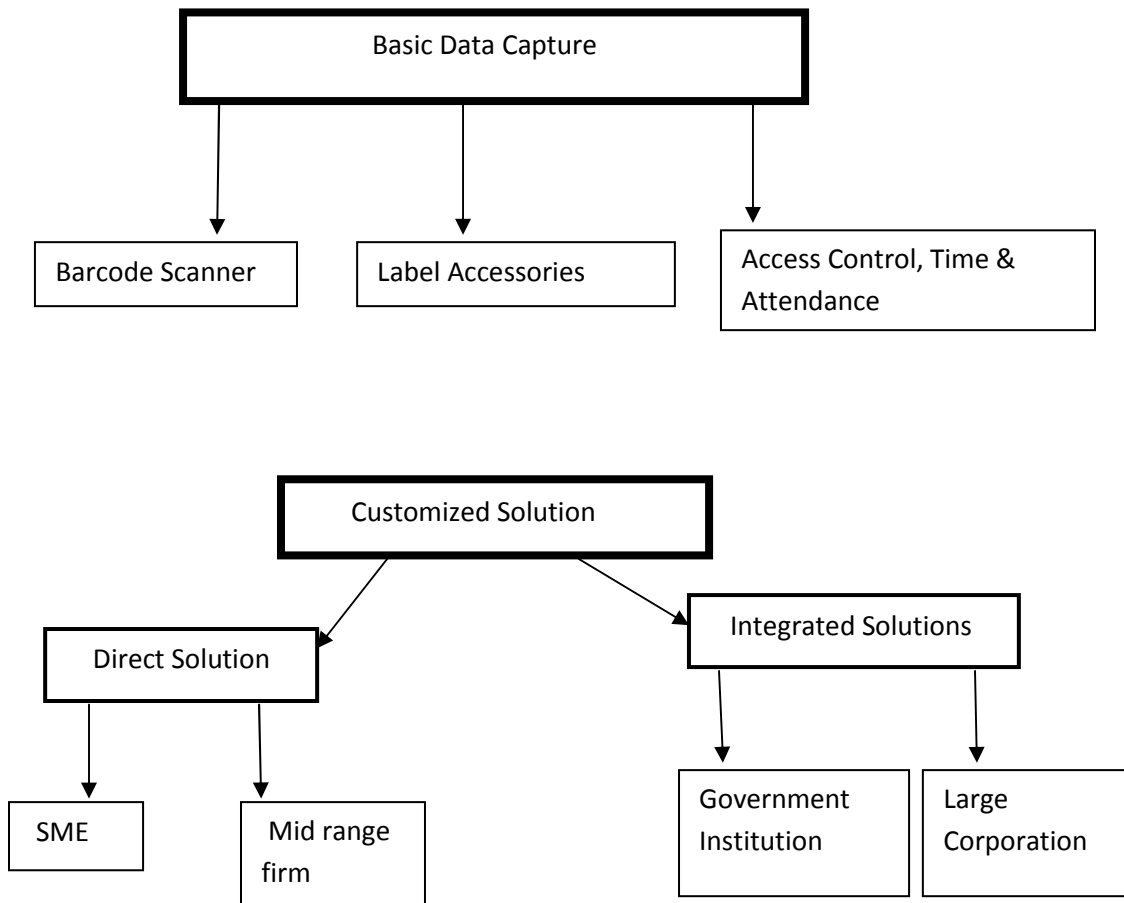 Basic Data Capture
Barcode Scanner
Label Accessories
Access Control, Time &
Attendance
Customized Solution
Direct Solution
Integrated Solutions
SME
Mid range
firm
Government
Institution
Large
Corporation